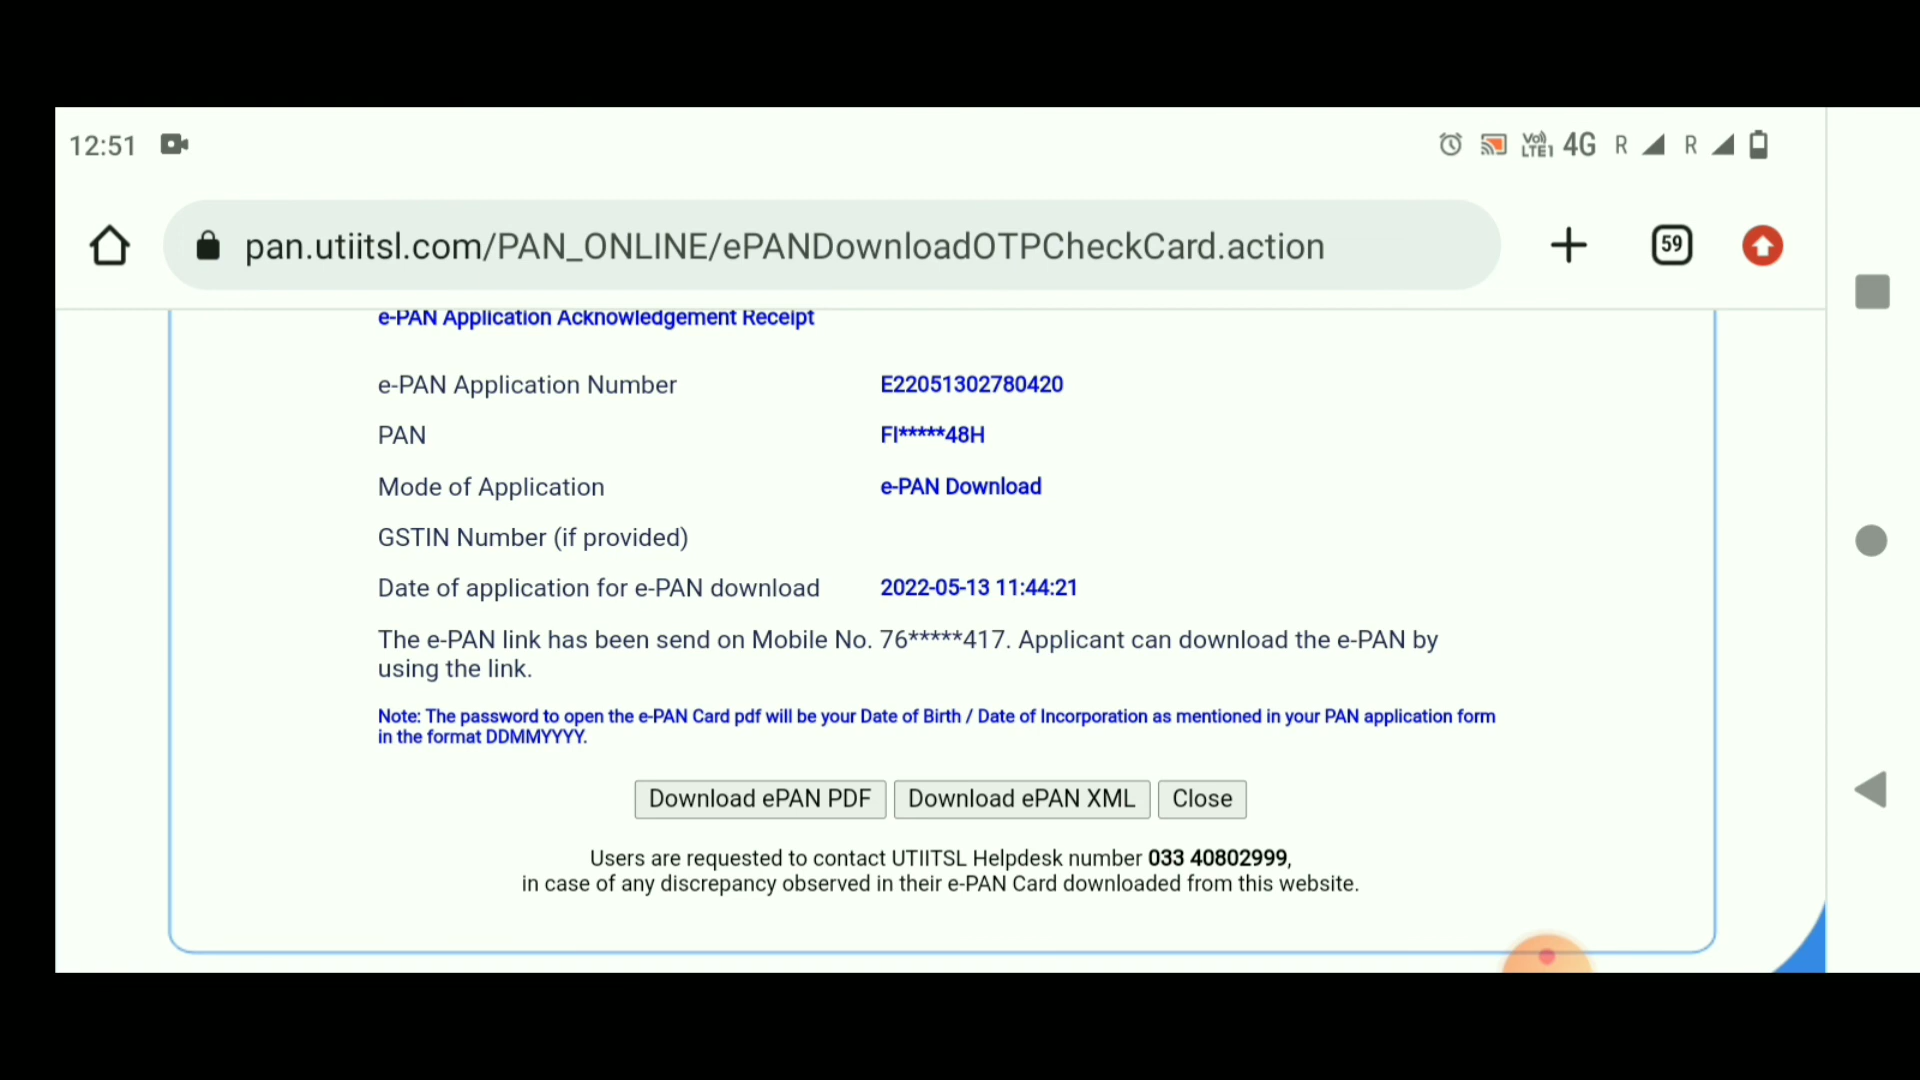 12:51 Vo) LTE1 4G R R
pan.utiitsl.com/PAN_ONLINE/ePANDownloadOTPCheckCard.action 59
e-PAN Application Acknowledgement Receipt
e-PAN Application Number E22051302780420
PAN FI*****48H
Mode of Application e-PAN Download
GSTIN Number (if provided)
Date of application for e-PAN download 2022-05-13 11:44:21
The e-PAN link has been send on Mobile No. 76*****417. Applicant can download the e-PAN by
using the link.
Note: The password to open the e-PAN Card pdf will be your Date of Birth / Date of Incorporation as mentioned in your PAN application form
in the format DDMMYYYY.
Download ePAN PDF Download ePAN XML Close
Users are requested to contact UTIITSL Helpdesk number 033 40802999,
in case of any discrepancy observed in their e-PAN Card downloaded from this website.